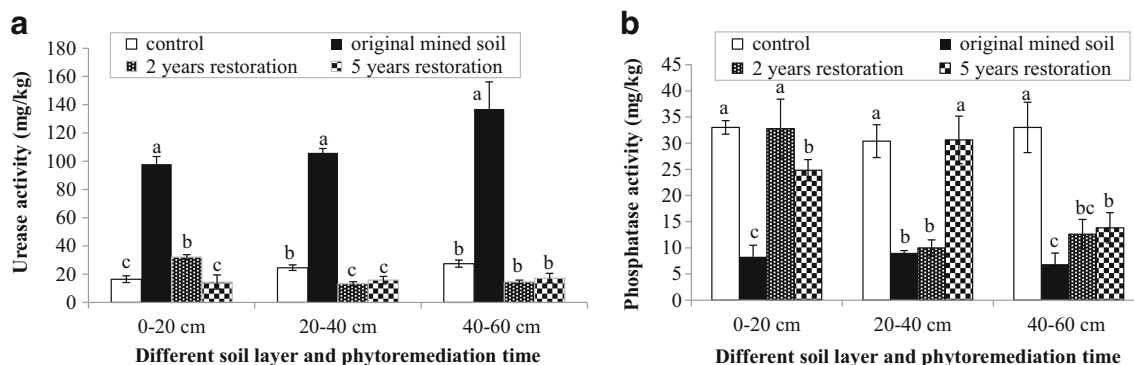 a
control
original mined soil
2 years restoration
5 years restoration
Urease activity (mg/kg)
180
160
140
120
100
80
60
40
20
0
c
a
b
c
b
a
c
c
b
a
b
b
0-20 cm
20-40 cm
40-60 cm
Different soil layer and phytoremediation time
b
control
original mined soil
2 years restoration
5 years restoration
Phosphatase activity (mg/kg)
45
40
35
30
25
20
15
10
5
0
a
c
a
b
a
b
b
a
a
c
bc
b
0-20 cm
20-40 cm
40-60 cm
Different soil layer and phytoremediation time